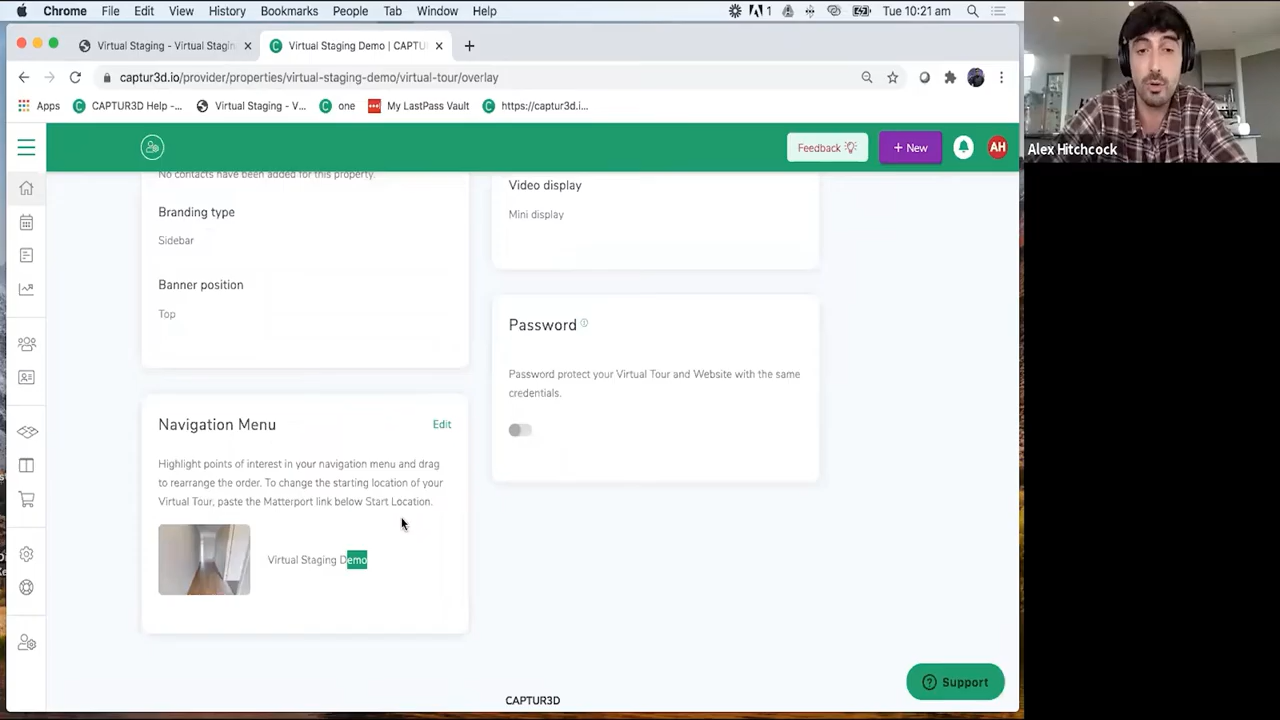 Chrome File Edit View History Bookmarks People Tab Window Help 1 Tue 10:21 am
Virtual Staging - Virtual Stagin Virtual Staging Demo | CAPTU
captur3d.io/provider/properties/virtual-staging-demo/virtual-tour/overlay
Apps CAPTUR3D Help -... Virtual Staging - V... one My LastPass Vault https://captur3d.i...
Feedback + New AH
Alex Hitchcock
No contacts have been added for this property.
Branding type
Sidebar
Banner position
Top
Video display
Mini display
Password
Password protect your Virtual Tour and Website with the same
credentials.
Navigation Menu Edit
Highlight points of interest in your navigation menu and drag
to rearrange the order. To change the starting location of your
Virtual Tour, paste the Matterport link below Start Location.
Virtual Staging Demo
Support
CAPTUR3D